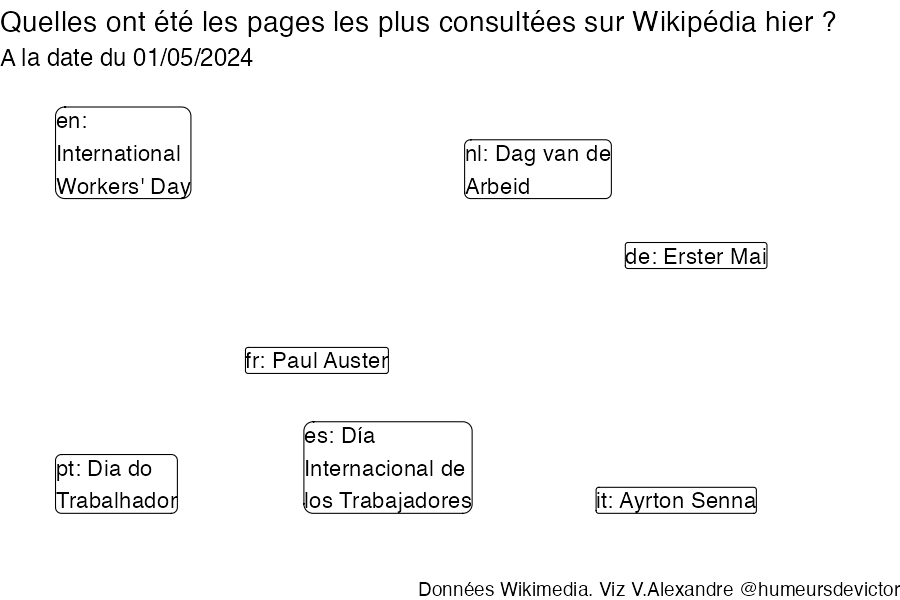 Quelles ont été les pages les plus consultées sur Wikipédia hier ?
A la date du 01/05/2024
en:
International
Workers' Day
nl: Dag van de
Arbeid
de: Erster Mai
fr: Paul Auster
es: Día
Internacional de
los Trabajadores
pt: Dia do
Trabalhador
it: Ayrton Senna
Données Wikimedia. Viz V.Alexandre @humeursdevictor